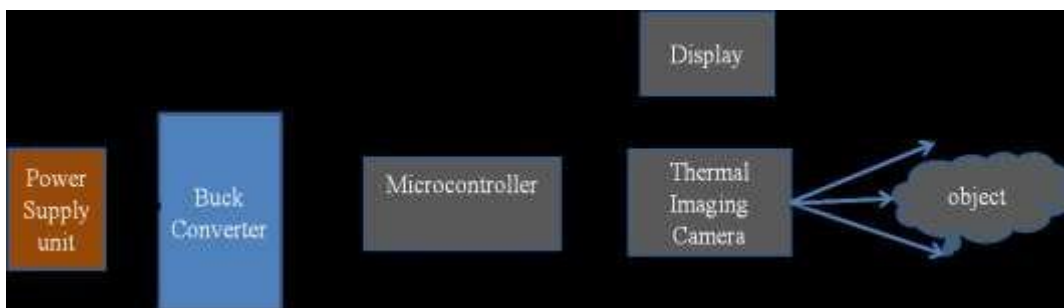 Display
Power
Supply
unit
Buck
Converter
Microcontroller
Thermal
Imaging
Camera
object